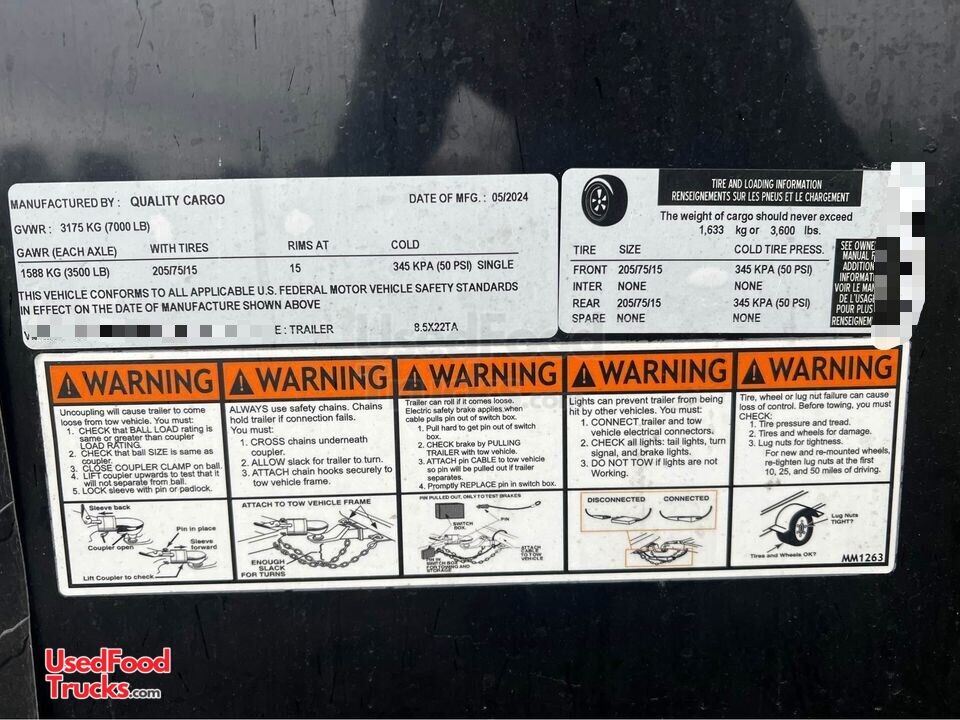 MANUFACTURED BY: QUALITY CARGO DATE OF MFG.: 05/2024
GVWR: 3175 KG (7000 LB)
GAWR (EACH AXLE) WITH TIRES RIMS AT COLD
1588 KG (3500 LB) 205/75/15 15 345 KPA (50 PSI) SINGLE
THIS VEHICLE CONFORMS TO ALL APPLICABLE U.S. FEDERAL MOTOR VEHICLE SAFETY STANDARDS
IN EFFECT ON THE DATE OF MANUFACTURE SHOWN ABOVE
E: TRAILER 8.5X22TA
TIRE AND LOADING INFORMATION
RENSEIGNEMENTS SUR LES PNEUS ET LE CHARGEMENT
The weight of cargo should never exceed
1,633 kg or 3,600 lbs.
TIRE SIZE COLD TIRE PRESS.
FRONT 205/75/15 345 KPA (50 PSI)
INTER NONE NONE
REAR 205/75/15 345 KPA (50 PSI)
SPARE NONE NONE
SEE OWNE
MANUAL F
ADDITION
INFORMATI
VOIR LE MAN
DE L'USAG
POUR PLUS
RENSEIGNEM
WARNING
Uncoupling will cause trailer to come
loose from tow vehicle. You must:
1. CHECK that BALL LOAD rating is
same or greater than coupler
LOAD RATING.
2. CHECK that ball SIZE is same as
coupler.
3. CLOSE COUPLER CLAMP on ball.
4. LIFT coupler upwards to test that it
will not separate from ball.
5. LOCK sleeve with pin or padlock.
Sleeve back
Pin in place
Coupler open
Sleeve
forward
Lift Coupler to check
WARNING
ALWAYS use safety chains. Chains
hold trailer if connection fails.
You must:
1. CROSS chains underneath
coupler.
2. ALLOW slack for trailer to turn.
3. ATTACH chain hooks securely to
tow vehicle frame.
ATTACH TO TOW VEHICLE FRAME
ENOUGH
SLACK
FOR TURNS
WARNING
Trailer can roll if it comes loose.
Electric safety brake applies when
cable pulls pin out of switch box.
1. Pull hard to get pin out of switch
box.
2. CHECK brake by PULLING
TRAILER with tow vehicle.
3. ATTACH pin CABLE to tow vehicle
so pin will be pulled out if trailer
separates.
4. Promptly REPLACE pin in switch box.
PIN PULLED OUT, ONLY TO TEST BRAKES
SWITCH
BOX
PIN
ATTACH
CABLE
TO TOW
VEHICLE
PIN IN
SWITCH BOX
FOR TOWING AND
STORAGE
WARNING
Lights can prevent trailer from being
hit by other vehicles. You must:
1. CONNECT trailer and tow
vehicle electrical connectors.
2. CHECK all lights: tail lights, turn
signal, and brake lights.
3. DO NOT TOW if lights are not
Working.
DISCONNECTED CONNECTED
WARNING
Tire, wheel or lug nut failure can cause
loss of control. Before towing, you must
CHECK:
1. Tire pressure and tread.
2. Tires and wheels for damage.
3. Lug nuts for tightness.
For new and re-mounted wheels,
re-tighten lug nuts at the first
10, 25, and 50 miles of driving.
Lug Nuts
TIGHT?
Tires and Wheels OK?
MM1263
UsedFood
Trucks.com